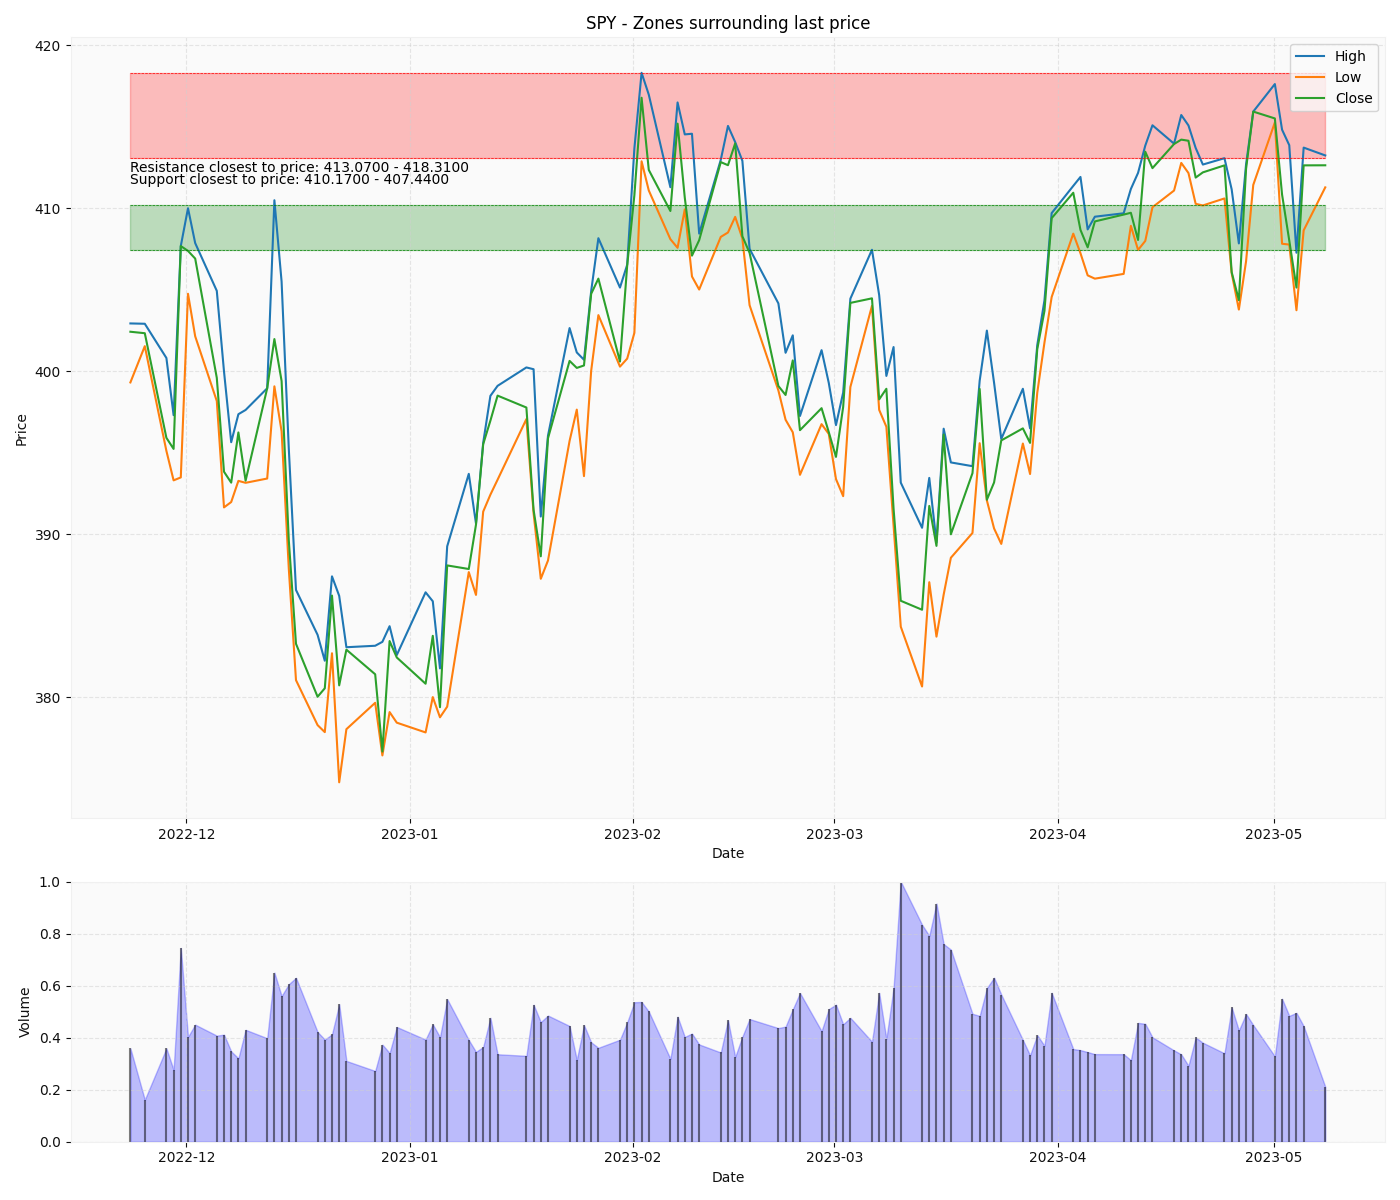 SPY - Zones surrounding last price
High
Low
Close
420
410
400
390
380
Price
Resistance closest to price: 413.0700 - 418.3100
Support closest to price: 410.1700 - 407.4400
2022-12
2023-01
2023-02
2023-03
2023-04
2023-05
Date
1.0
0.8
0.6
0.4
0.2
0.0
Volume
2022-12
2023-01
2023-02
2023-03
2023-04
2023-05
Date